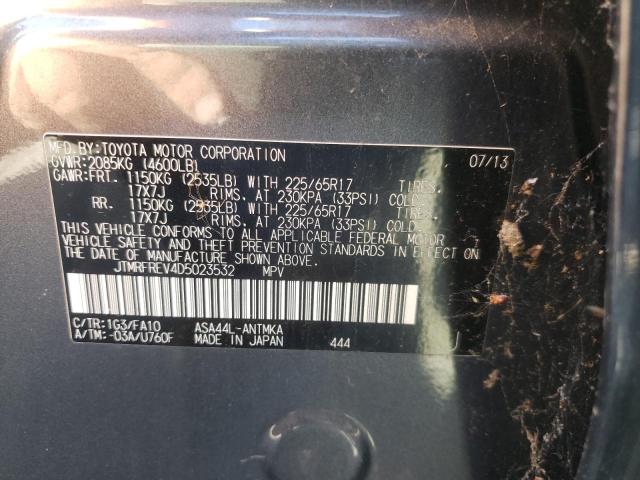 MFD.BY:TOYOTA MOTOR CORPORATION 07/13
GVWR:2085KG (4600LB)
GAWR:FRT. 1150KG (2535LB) WITH 225/65R17 TIRES,
17X7J RIMS, AT 230KPA (33PSI) COLD
RR. 1150KG (2535LB) WITH 225/65R17 TIRES,
17X7J RIMS, AT 230KPA (33PSI) COLD
THIS VEHICLE CONFORMS TO ALL APPLICABLE FEDERAL MOTOR
VEHICLE SAFETY AND THEFT PREVENTION STANDARDS IN EFFECT ON
THE DATE OF MANUFACTURE SHOWN ABOVE.
JTMRFREV4D5023532 MPV
C/TR:1G3/FA10 ASA44L-ANTMKA
A/TM:-03A/U760F MADE IN JAPAN 444 J